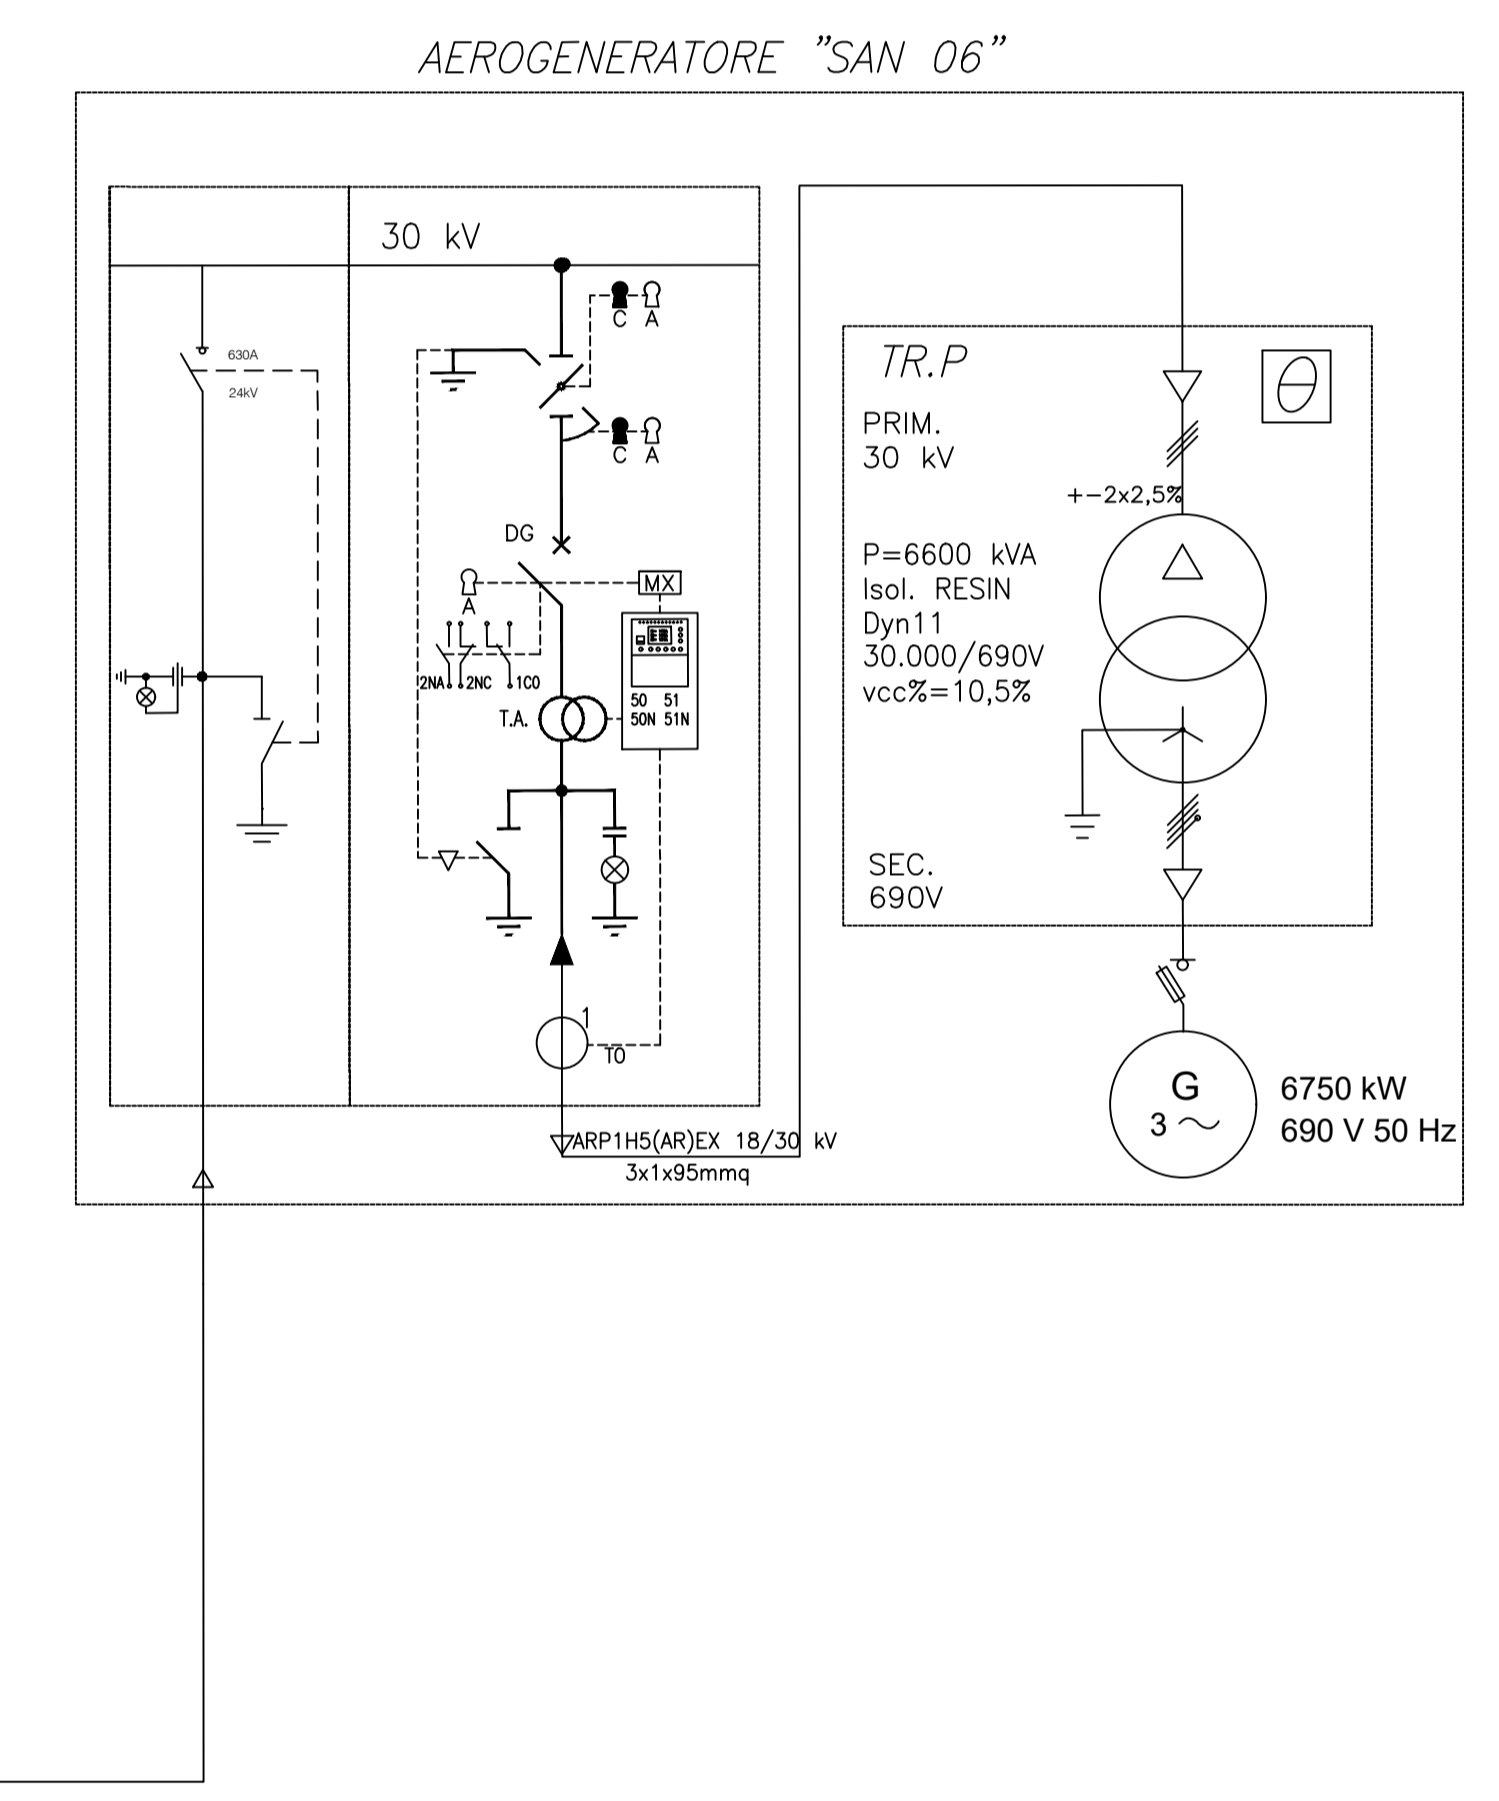 AEROGENERATORE "SAN 06"
30 kV
C A
630A
24kV
C A
DG
A
MX
2NA 2NC 1CO
T.A.
50 51
50N 51N
1
TO
ARP1H5(AR)EX 18/30 kV
3x1x95mmq
TR.P
PRIM.
30 kV
+-2x2,5%
P=6600 kVA
Isol. RESIN
Dyn11
30.000/690V
vcc%=10,5%
SEC.
690V
G
3 ~
6750 kW
690 V 50 Hz